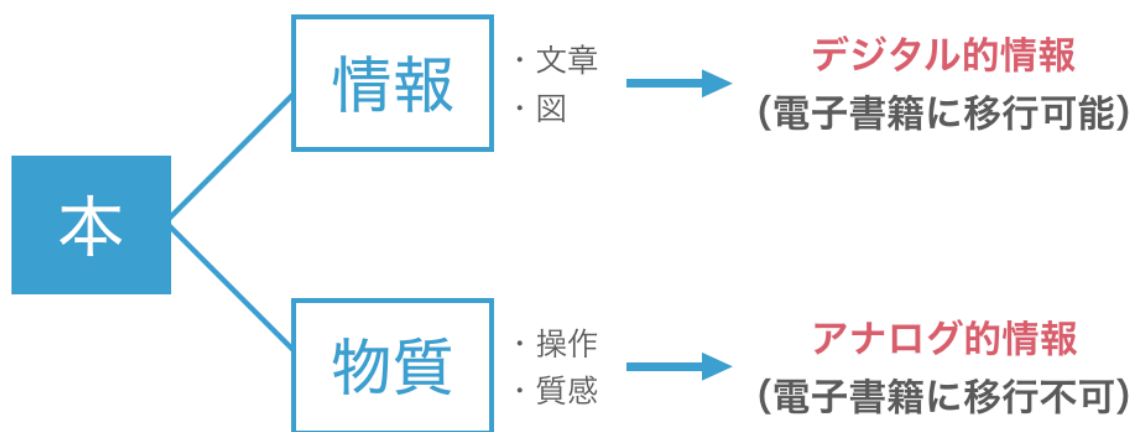 本
情報
・文章
・図
デジタル的情報
（電子書籍に移行可能）
物質
・操作
・質感
アナログ的情報
（電子書籍に移行不可）